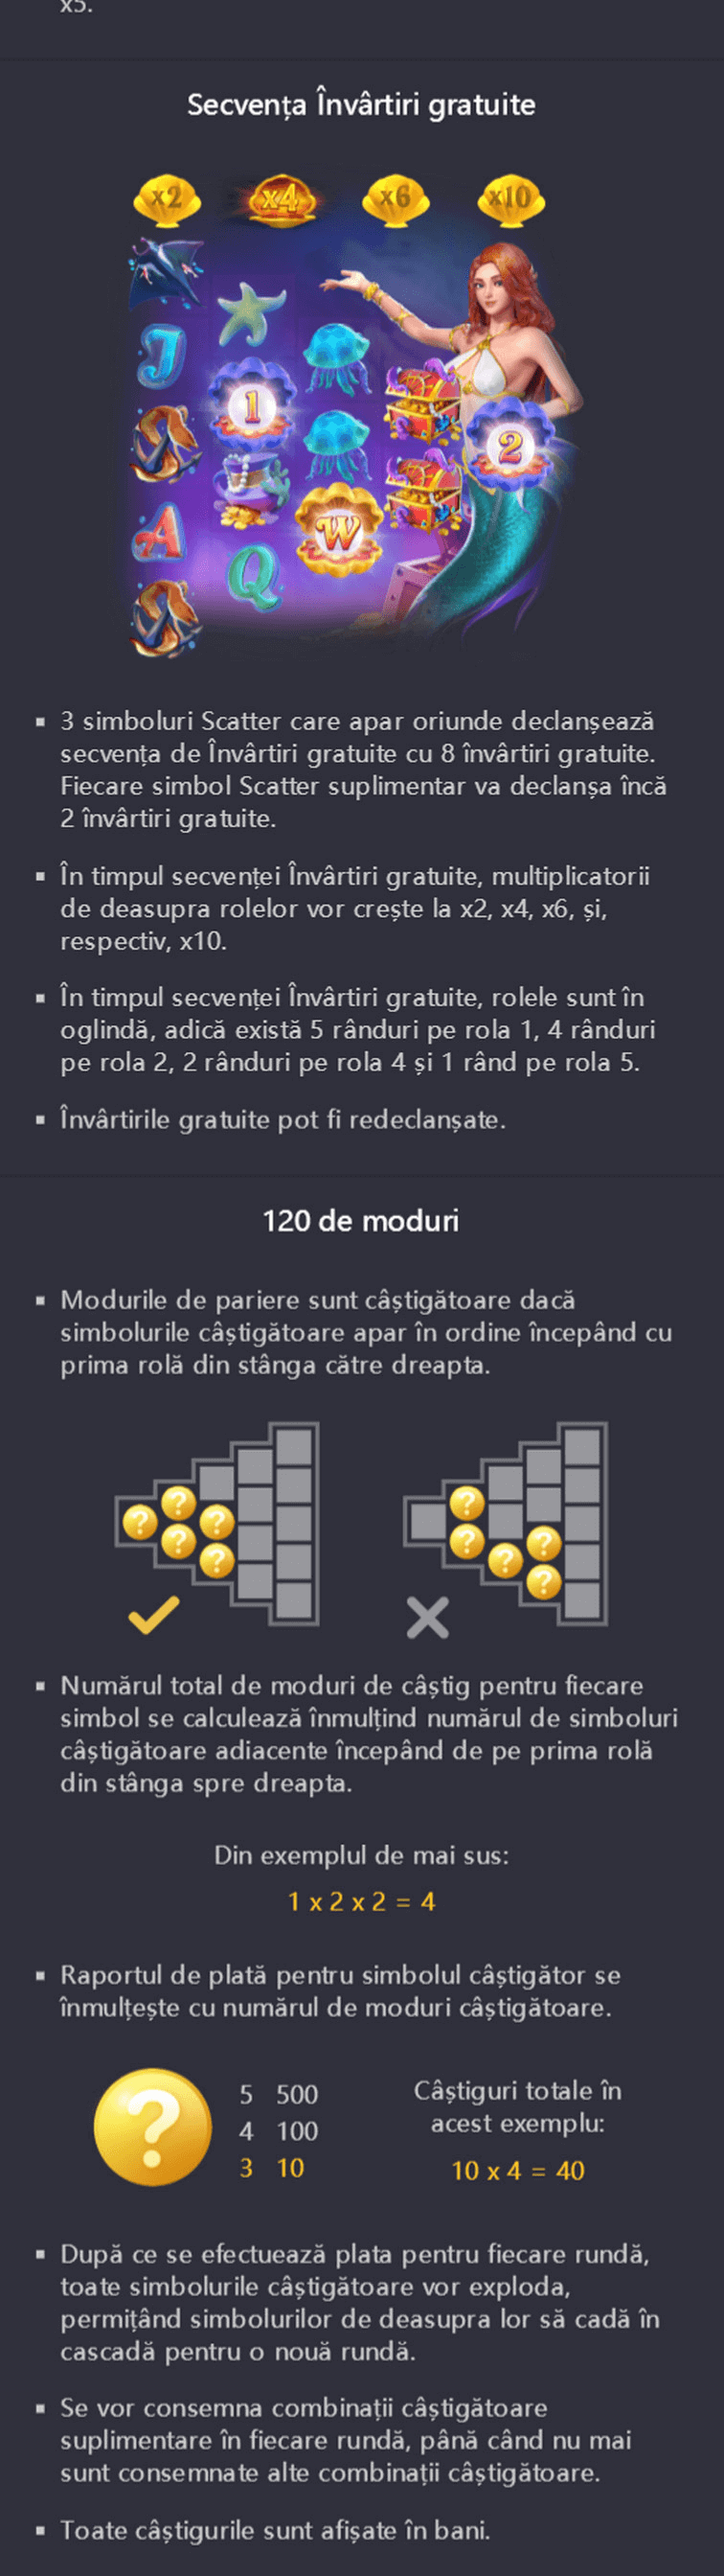 x5.
Secvența Învârtiri gratuite
x2 x4 x6 x10
J
1
2
A
W
Q
▪ 3 simboluri Scatter care apar oriunde declanșează
secvența de Învârtiri gratuite cu 8 învârtiri gratuite.
Fiecare simbol Scatter suplimentar va declanșa încă
2 învârtiri gratuite.
▪ În timpul secvenței Învârtiri gratuite, multiplicatorii
de deasupra rolelor vor crește la x2, x4, x6, și,
respectiv, x10.
▪ În timpul secvenței Învârtiri gratuite, rolele sunt în
oglindă, adică există 5 rânduri pe rola 1, 4 rânduri
pe rola 2, 2 rânduri pe rola 4 și 1 rând pe rola 5.
▪ Învârtirile gratuite pot fi redeclanșate.
120 de moduri
▪ Modurile de pariere sunt câștigătoare dacă
simbolurile câștigătoare apar în ordine începând cu
prima rolă din stânga către dreapta.
? ?
? ? ? ?
? ? ? ?
▪ Numărul total de moduri de câștig pentru fiecare
simbol se calculează înmulțind numărul de simboluri
câștigătoare adiacente începând de pe prima rolă
din stânga spre dreapta.
Din exemplul de mai sus:
1 x 2 x 2 = 4
▪ Raportul de plată pentru simbolul câștigător se
înmulțește cu numărul de moduri câștigătoare.
?
5 500
4 100
3 10
Câștiguri totale în
acest exemplu:
10 x 4 = 40
▪ După ce se efectuează plata pentru fiecare rundă,
toate simbolurile câștigătoare vor exploda,
permițând simbolurilor de deasupra lor să cadă în
cascadă pentru o nouă rundă.
▪ Se vor consemna combinații câștigătoare
suplimentare în fiecare rundă, până când nu mai
sunt consemnate alte combinații câștigătoare.
▪ Toate câștigurile sunt afișate în bani.